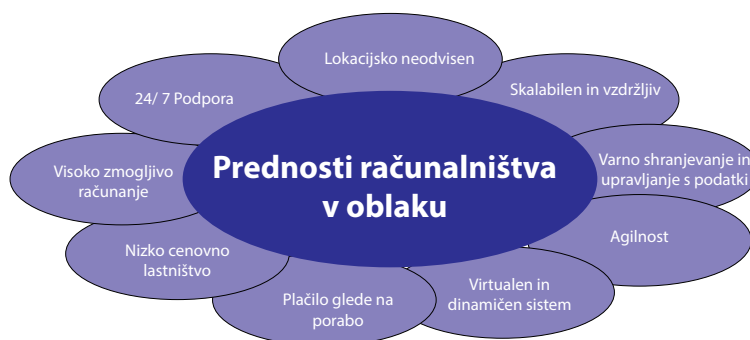 Lokacijsko neodvisen
Skalabilen in vzdržljiv
24/ 7 Podpora
Varno shranjevanje in
upravljanje s podatki
Prednosti računalništva
v oblaku
Visoko zmogljivo
računanje
Agilnost
Nizko cenovno
lastništvo
Virtualen in
dinamičen sistem
Plačilo glede na
porabo